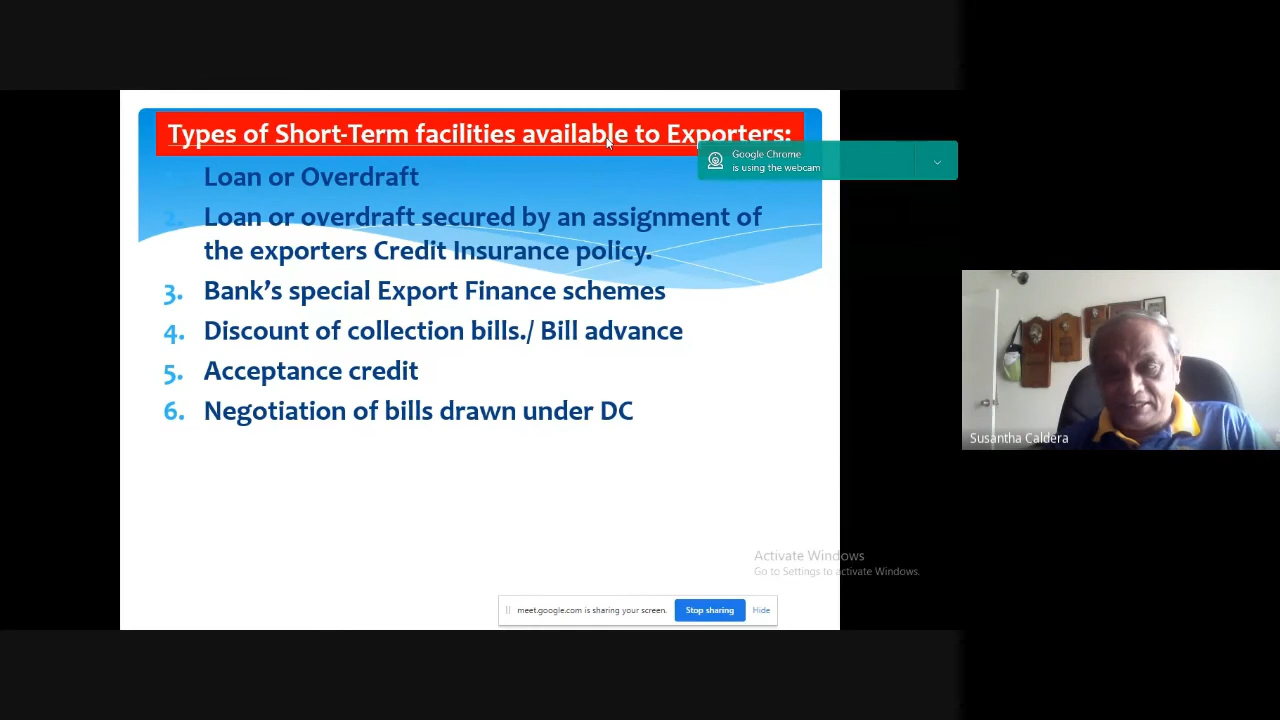 Types of Short-Term facilities available to Exporters:
Google Chrome
is using the webcam
Loan or Overdraft
2. Loan or overdraft secured by an assignment of
the exporters Credit Insurance policy.
3. Bank's special Export Finance schemes
4. Discount of collection bills./ Bill advance
5. Acceptance credit
6. Negotiation of bills drawn under DC
Susantha Caldera
Activate Windows
Go to Settings to activate Windows.
meet.google.com is sharing your screen.
Stop sharing
Hide